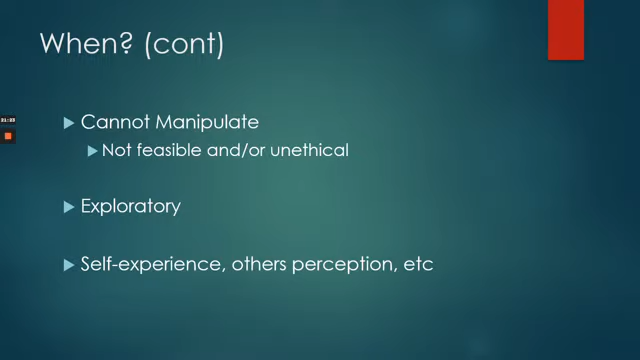 When? (cont)
Cannot Manipulate
Not feasible and/or unethical
Exploratory
Self-experience, others perception, etc